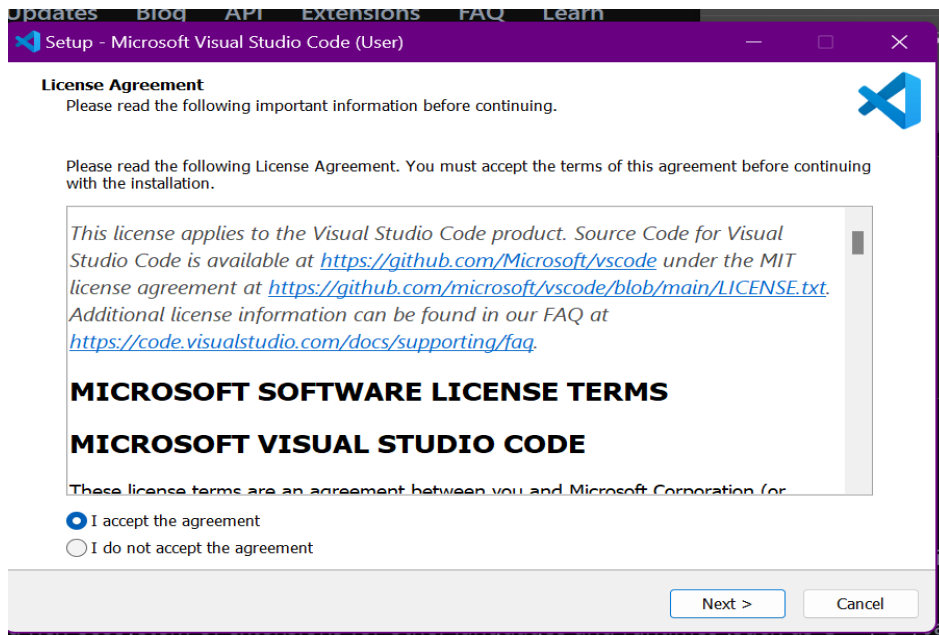 Updates Blog API Extensions FAQ Learn
Setup - Microsoft Visual Studio Code (User)
License Agreement
Please read the following important information before continuing.
Please read the following License Agreement. You must accept the terms of this agreement before continuing
with the installation.
This license applies to the Visual Studio Code product. Source Code for Visual
Studio Code is available at https://github.com/Microsoft/vscode under the MIT
license agreement at https://github.com/microsoft/vscode/blob/main/LICENSE.txt.
Additional license information can be found in our FAQ at
https://code.visualstudio.com/docs/supporting/faq.
MICROSOFT SOFTWARE LICENSE TERMS
MICROSOFT VISUAL STUDIO CODE
These license terms are an agreement between you and Microsoft Corporation (or
I accept the agreement
I do not accept the agreement
Next >
Cancel